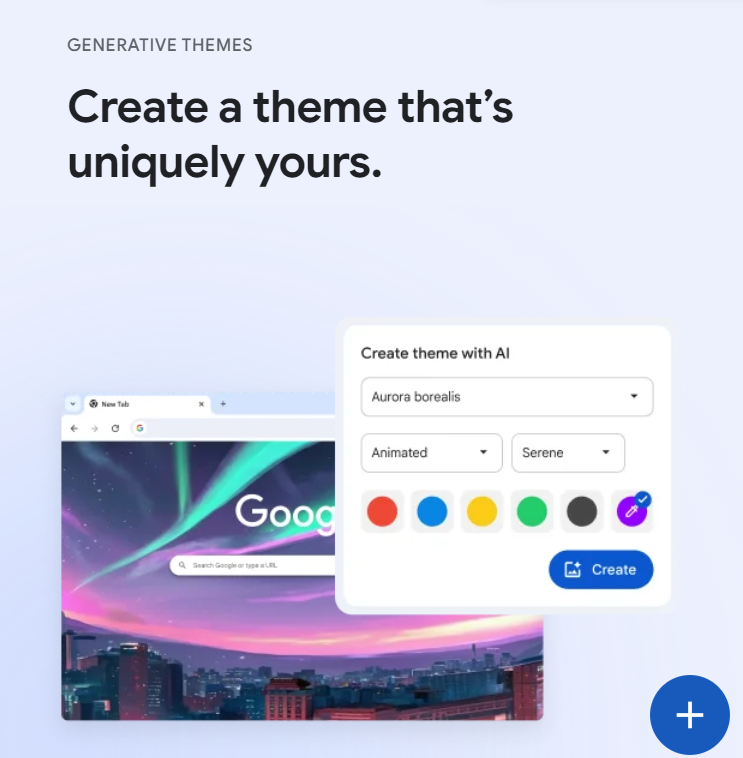 GENERATIVE THEMES
Create a theme that’s
uniquely yours.
Create theme with AI
Aurora borealis
Animated
Serene
Create
New Tab
Goog
Search Google or type a URL